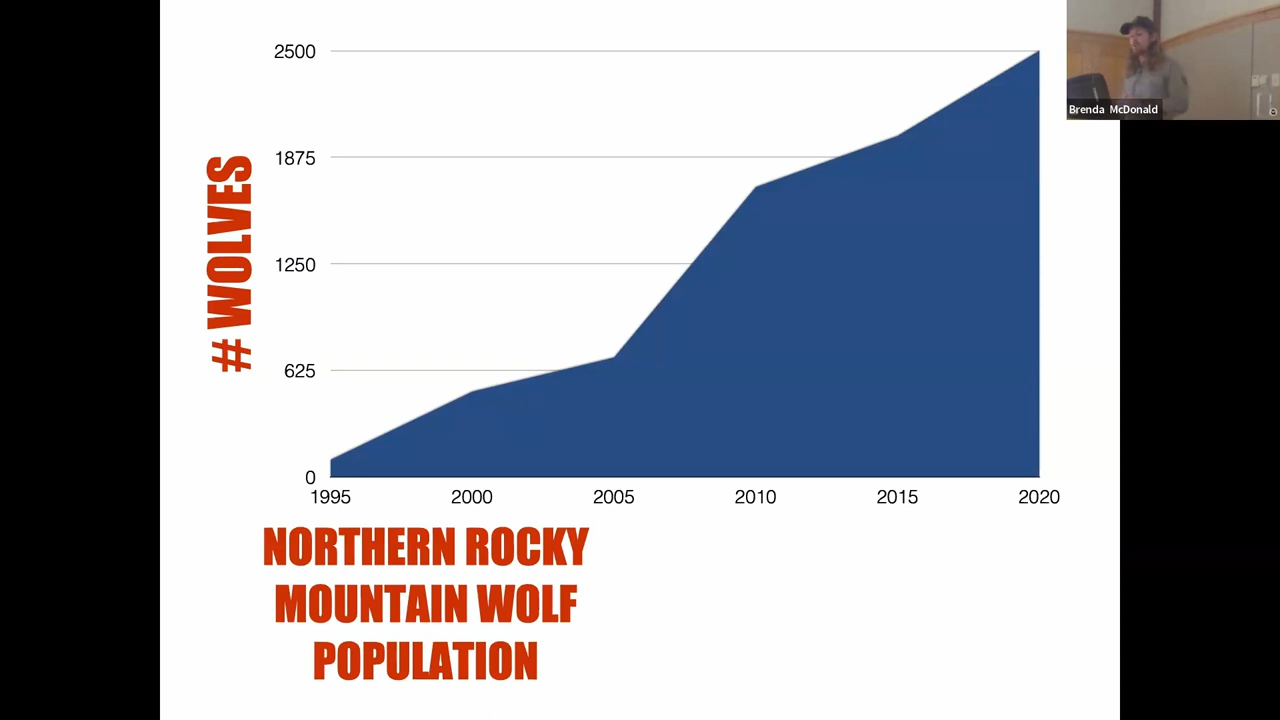 2500
1875
1250
625
0
# WOLVES
1995 2000 2005 2010 2015 2020
NORTHERN ROCKY
MOUNTAIN WOLF
POPULATION
Brenda McDonald